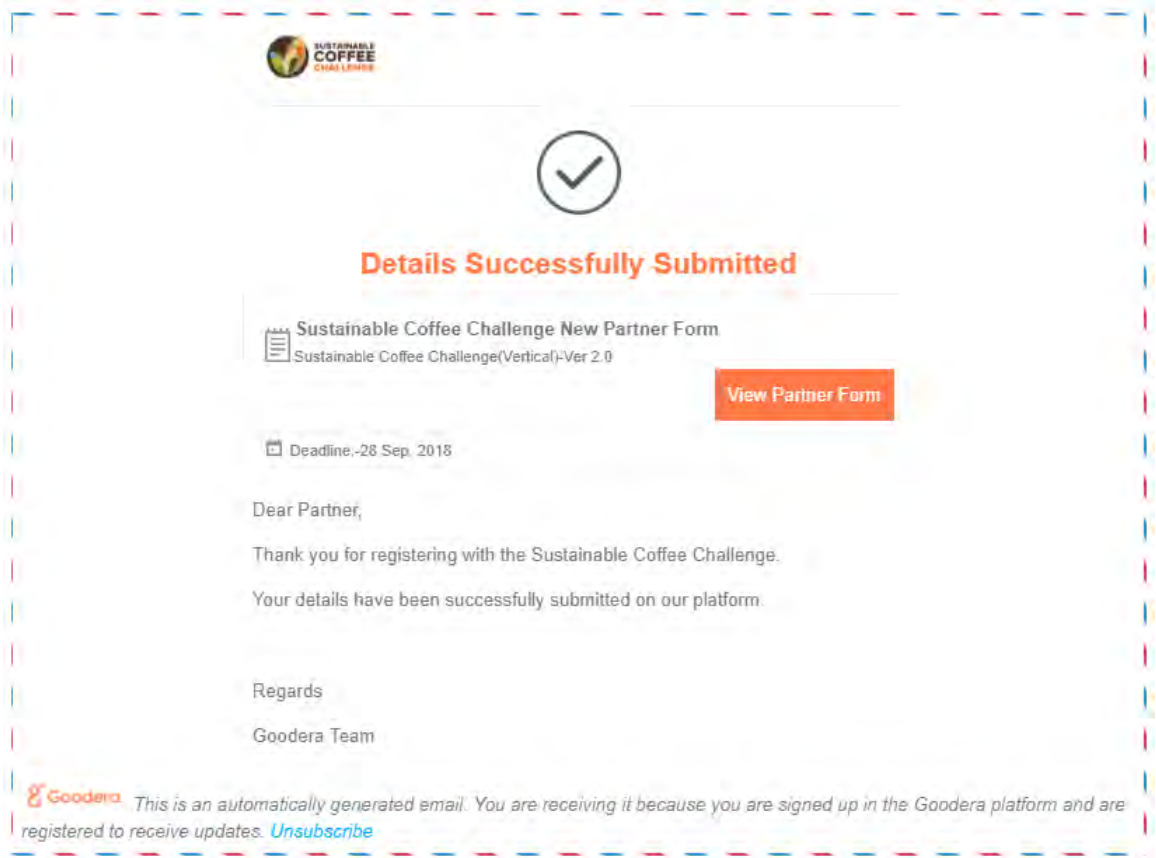 SUSTAINABLE
COFFEE
CHALLENGE
Details Successfully Submitted
Sustainable Coffee Challenge New Partner Form
Sustainable Coffee Challenge(Vertical)-Ver 2.0
View Partner Form
Deadline:-28 Sep, 2018
Dear Partner,
Thank you for registering with the Sustainable Coffee Challenge.
Your details have been successfully submitted on our platform.
Regards
Goodera Team
Goodera This is an automatically generated email. You are receiving it because you are signed up in the Goodera platform and are
registered to receive updates. Unsubscribe